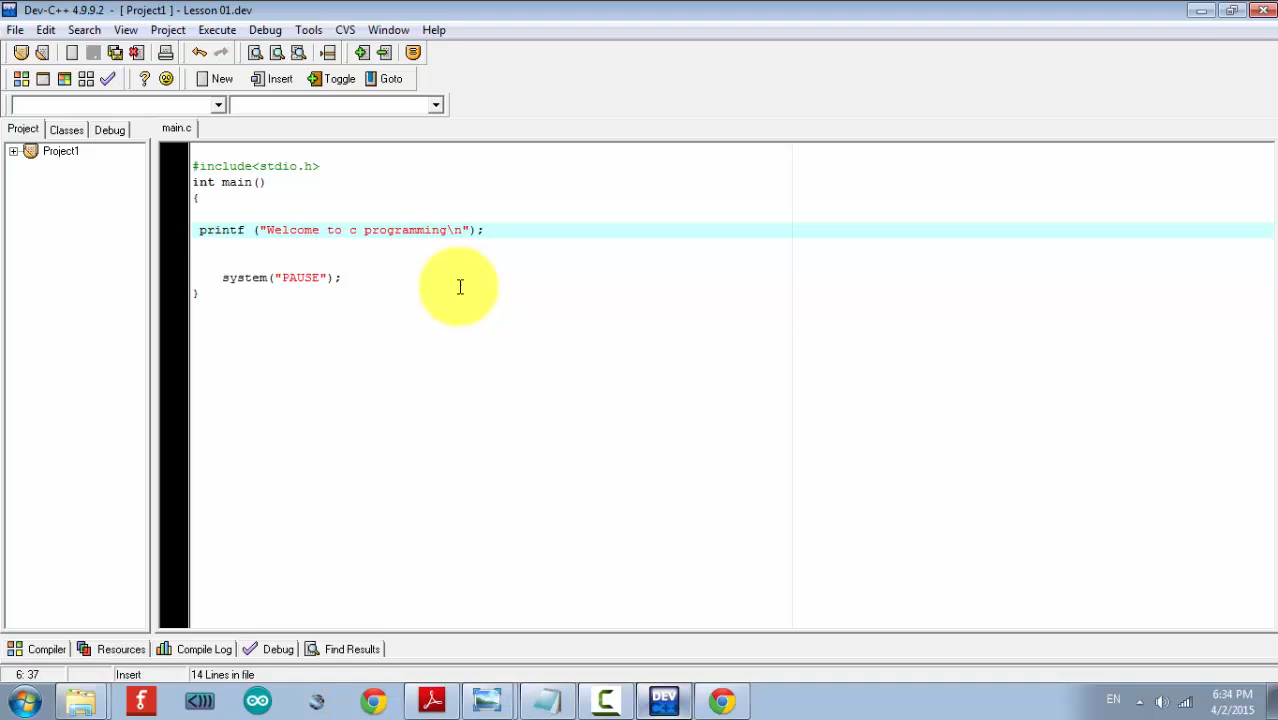 Dev-C++ 4.9.9.2 - [ Project1 ] - Lesson 01.dev
File Edit Search View Project Execute Debug Tools CVS Window Help
New Insert Toggle Goto
Project Classes Debug main.c
Project1
#include<stdio.h>
int main()
{
printf ("Welcome to c programming\n");
system("PAUSE");
}
Compiler Resources Compile Log Debug Find Results
6: 37 Insert 14 Lines in file
DEV C++
EN 6:34 PM
4/2/2015